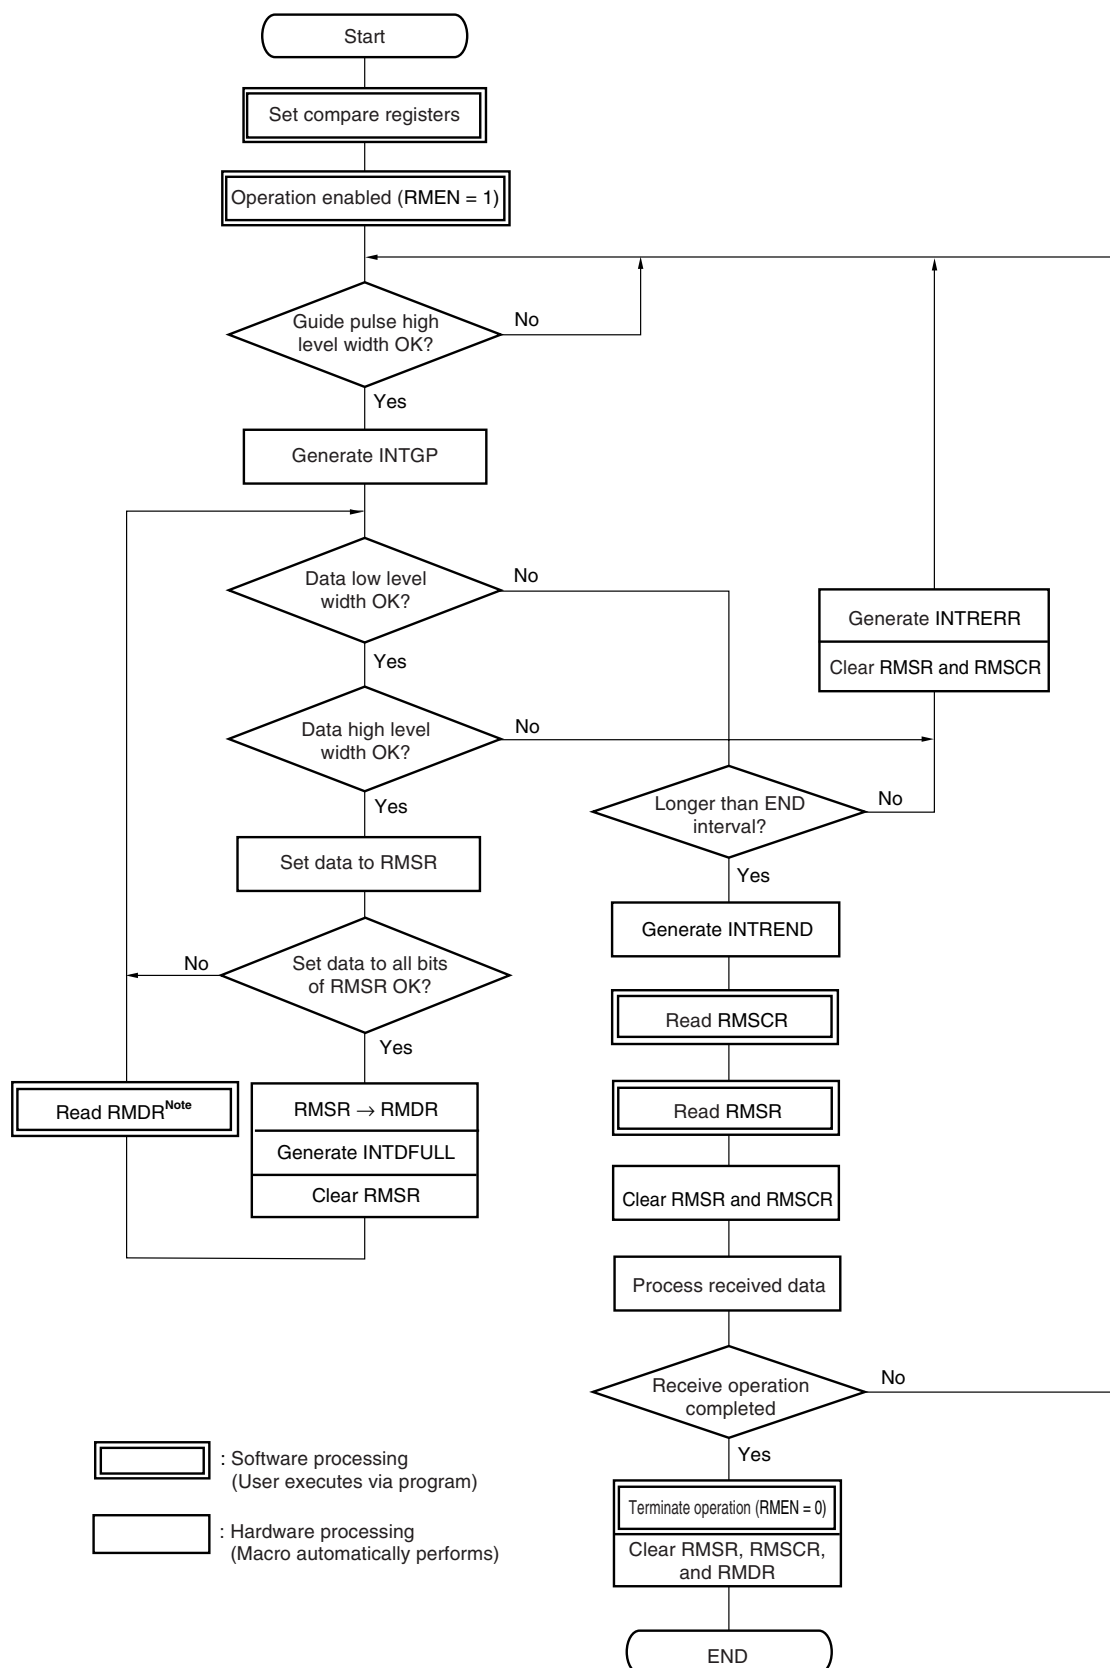 Start
Set compare registers
Operation enabled (RMEN = 1)
Guide pulse high
level width OK?
No
Yes
Generate INTGP
Data low level
width OK?
No
Yes
Generate INTRERR
Clear RMSR and RMSCR
Data high level
width OK?
No
Yes
Longer than END
interval?
No
Yes
Set data to RMSR
Generate INTREND
Set data to all bits
of RMSR OK?
No
Yes
Read RMSCR
Read RMDRNote
RMSR → RMDR
Generate INTDFULL
Clear RMSR
Read RMSR
Clear RMSR and RMSCR
Process received data
Receive operation
completed
No
Yes
: Software processing
(User executes via program)
: Hardware processing
(Macro automatically performs)
Terminate operation (RMEN = 0)
Clear RMSR, RMSCR,
and RMDR
END